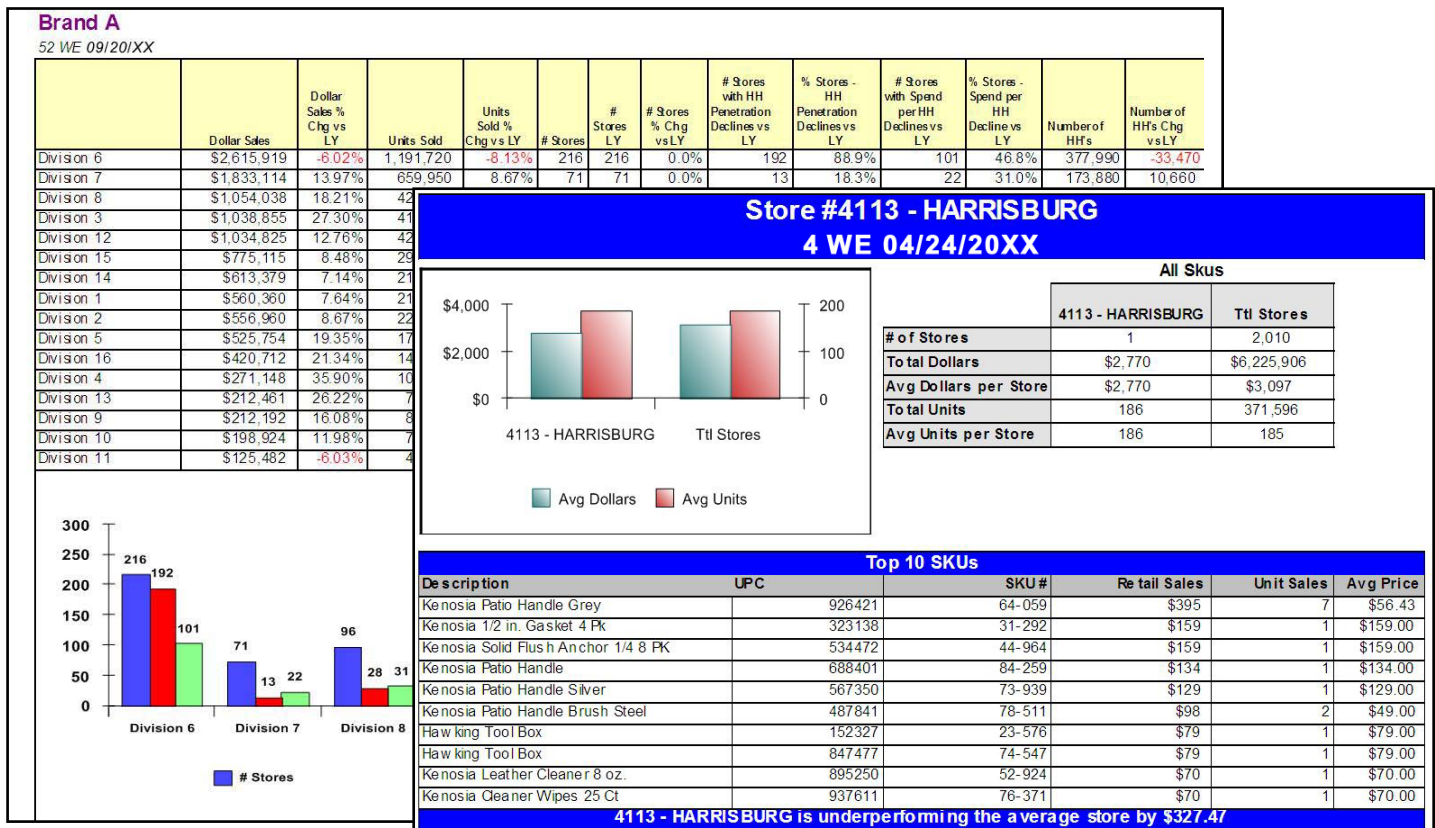 Brand A
52 WE 09/20/XX
Dollar Sales	Dollar Sales % Chg vs LY	Units Sold	Units Sold % Chg vs LY	# Stores	# Stores LY	# Stores % Chg vs LY	# Stores with HH Penetration Declines vs LY	% Stores - HH Penetration Declines vs LY	# Stores with Spend per HH Declines vs LY	% Stores - Spend per HH Decline vs LY	Number of HH's	Number of HH's Chg vs LY
Division 6	$2,615,919	-6.02%	1,191,720	-8.13%	216	216	0.0%	192	88.9%	101	46.8%	377,990	-33,470
Division 7	$1,833,114	13.97%	659,950	8.67%	71	71	0.0%	13	18.3%	22	31.0%	173,880	10,660
Division 8	$1,054,038	18.21%	42
Division 3	$1,038,855	27.30%	41
Division 12	$1,034,825	12.76%	42
Division 15	$775,115	8.48%	29
Division 14	$613,379	7.14%	21
Division 1	$560,360	7.64%	21
Division 2	$556,960	8.67%	22
Division 5	$525,754	19.35%	17
Division 16	$420,712	21.34%	14
Division 4	$271,148	35.90%	10
Division 13	$212,461	26.22%	7
Division 9	$212,192	16.08%	8
Division 10	$198,924	11.98%	7
Division 11	$125,482	-6.03%	4
300
250
200
150
100
50
0
216
192
101
71
13
22
96
28
31
Division 6	Division 7	Division 8
# Stores
Store #4113 - HARRISBURG
4 WE 04/24/20XX
$4,000
$2,000
$0
200
100
0
4113 - HARRISBURG	Ttl Stores
Avg Dollars	Avg Units
All Skus
4113 - HARRISBURG	Ttl Stores
# of Stores	1	2,010
Total Dollars	$2,770	$6,225,906
Avg Dollars per Store	$2,770	$3,097
Total Units	186	371,596
Avg Units per Store	186	185
Top 10 SKUs
Description	UPC	SKU#	Retail Sales	Unit Sales	Avg Price
Kenosia Patio Handle Grey	926421	64-059	$395	7	$56.43
Kenosia 1/2 in. Gasket 4 Pk	323138	31-292	$159	1	$159.00
Kenosia Solid Flush Anchor 1/4 8 PK	534472	44-964	$159	1	$159.00
Kenosia Patio Handle	688401	84-259	$134	1	$134.00
Kenosia Patio Handle Silver	567350	73-939	$129	1	$129.00
Kenosia Patio Handle Brush Steel	487841	78-511	$98	2	$49.00
Hawking Tool Box	152327	23-576	$79	1	$79.00
Hawking Tool Box	847477	74-547	$79	1	$79.00
Kenosia Leather Cleaner 8 oz.	895250	52-924	$70	1	$70.00
Kenosia Cleaner Wipes 25 Ct	937611	76-371	$70	1	$70.00
4113 - HARRISBURG is underperforming the average store by $327.47